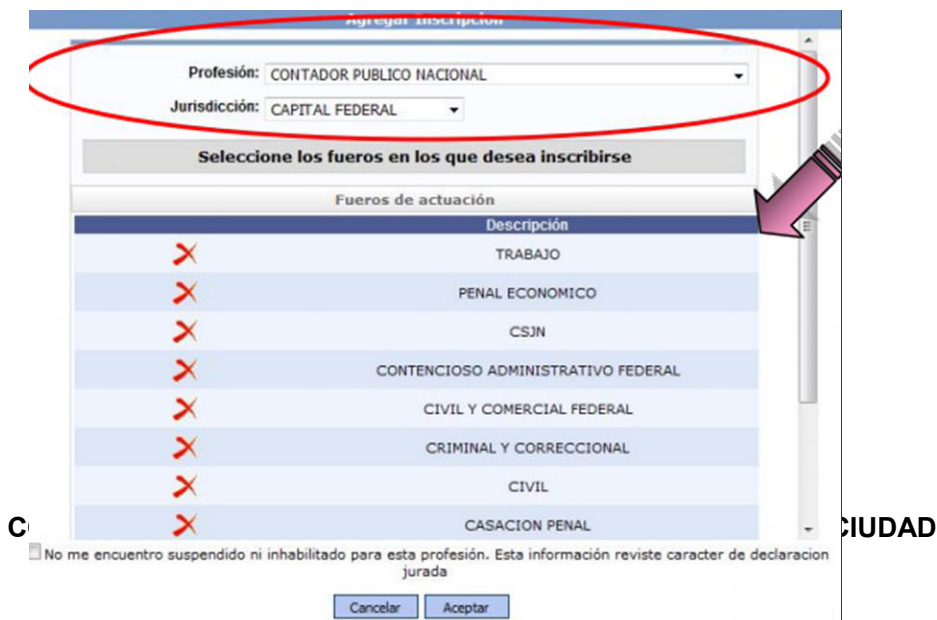 Agregar Inscripción
Profesión: CONTADOR PUBLICO NACIONAL
Jurisdicción: CAPITAL FEDERAL
Seleccione los fueros en los que desea inscribirse
Fueros de actuación
Descripción
TRABAJO
PENAL ECONOMICO
CSJN
CONTENCIOSO ADMINISTRATIVO FEDERAL
CIVIL Y COMERCIAL FEDERAL
CRIMINAL Y CORRECCIONAL
CIVIL
CASACION PENAL
CIUDAD
No me encuentro suspendido ni inhabilitado para esta profesión. Esta información reviste caracter de declaracion
jurada
Cancelar Aceptar